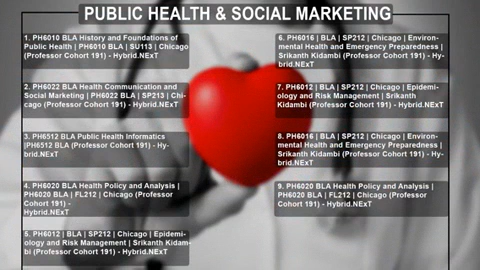 PUBLIC HEALTH & SOCIAL MARKETING
1. PH6010 BLA History and Foundations of
Public Health | PH6010 BLA | SU113 | Chicago
(Professor Cohort 191) - Hybrid.NExT
2. PH6022 BLA Health Communication and
Social Marketing | PH6022 BLA | SP213 | Chi-
cago (Professor Cohort 191) - Hybrid.NExT
3. PH6512 BLA Public Health Informatics
|PH6512 BLA (Professor Cohort 191) - Hy-
brid.NExT
4. PH6020 BLA Health Policy and Analysis |
PH6020 BLA | FL212 | Chicago (Professor
Cohort 191) -
Hybrid.NExT
5. PH6012 | BLA | SP212 | Chicago | Epidemi-
ology and Risk Management | Srikanth Kidam-
bi (Professor Cohort 191) - Hybrid.NExT
6. PH6016 | BLA | SP212 | Chicago | Environ-
mental Health and Emergency Preparedness |
Srikanth Kidambi (Professor Cohort 191) - Hy-
brid.NExT
7. PH6012 | BLA | SP212 | Chicago | Epidemi-
ology and Risk Management | Srikanth
Kidambi (Professor Cohort 191) - Hybrid.NExT
8. PH6016 | BLA | SP212 | Chicago | Environ-
mental Health and Emergency Preparedness |
Srikanth Kidambi (Professor Cohort 191) - Hy-
brid.NExT
9. PH6020 BLA Health Policy and Analysis |
PH6020 BLA | FL212 | Chicago (Professor
Cohort 191) - Hybrid.NExT